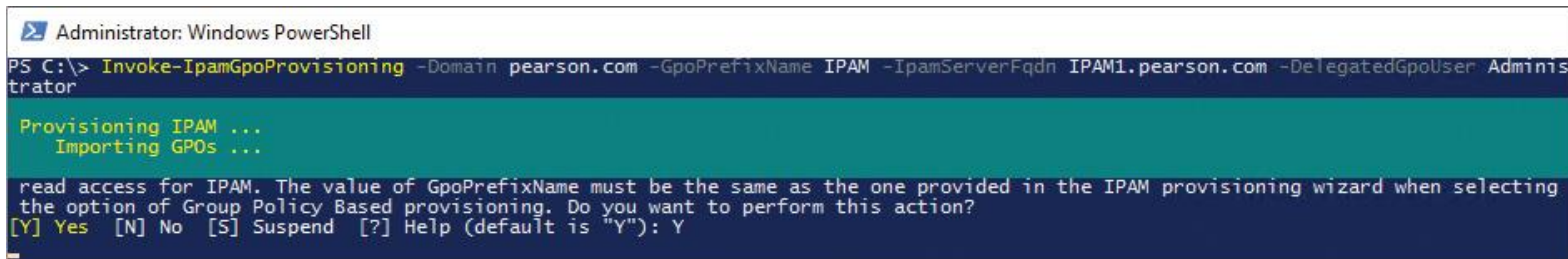 Administrator: Windows PowerShell
PS C:\> Invoke-IpamGpoProvisioning -Domain pearson.com -GpoPrefixName IPAM -IpamServerFqdn IPAM1.pearson.com -DelegatedGpoUser Adminis
trator
Provisioning IPAM ...
Importing GPOs ...
read access for IPAM. The value of GpoPrefixName must be the same as the one provided in the IPAM provisioning wizard when selecting
the option of Group Policy Based provisioning. Do you want to perform this action?
[Y] Yes [N] No [S] Suspend [?] Help (default is "Y"): Y